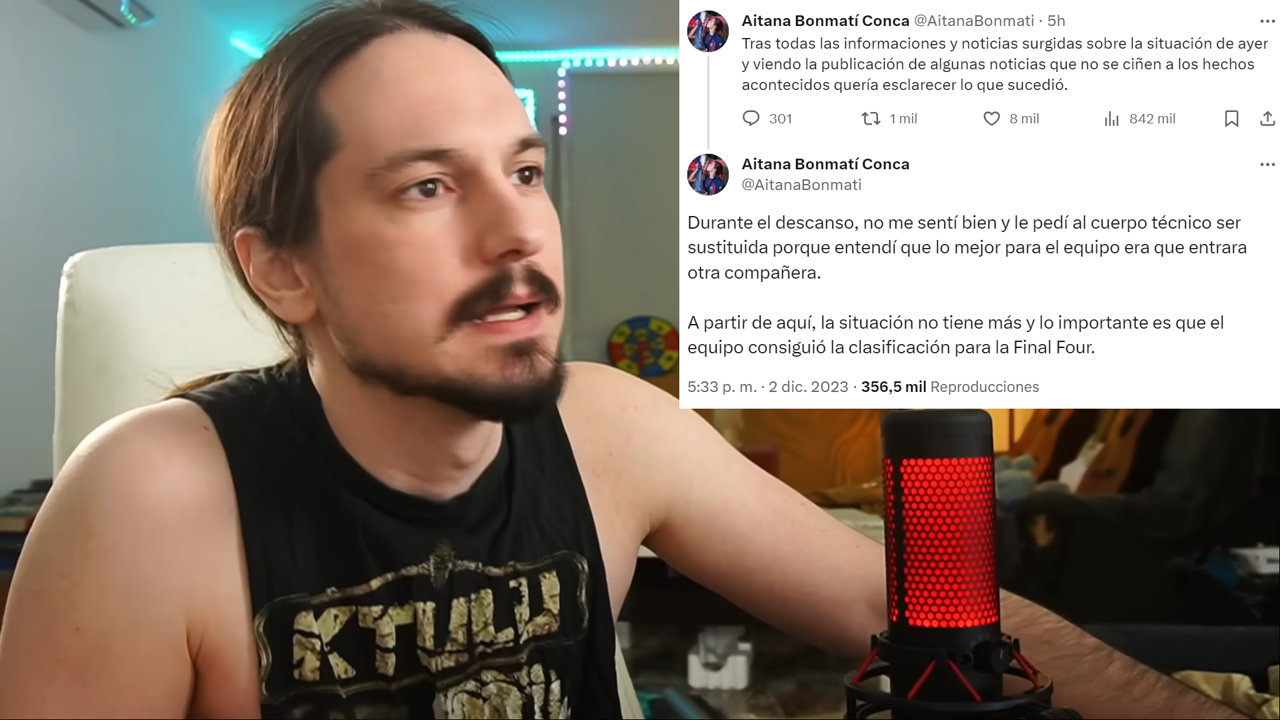 Aitana Bonmatí Conca @AitanaBonmati · 5h
Tras todas las informaciones y noticias surgidas sobre la situación de ayer
y viendo la publicación de algunas noticias que no se ciñen a los hechos
acontecidos quería esclarecer lo que sucedió.
301 1 mil 8 mil 842 mil
Aitana Bonmatí Conca
@AitanaBonmati
Durante el descanso, no me sentí bien y le pedí al cuerpo técnico ser
sustituida porque entendí que lo mejor para el equipo era que entrara
otra compañera.
A partir de aquí, la situación no tiene más y lo importante es que el
equipo consiguió la clasificación para la Final Four.
5:33 p. m. · 2 dic. 2023 · 356,5 mil Reproducciones
KTULU